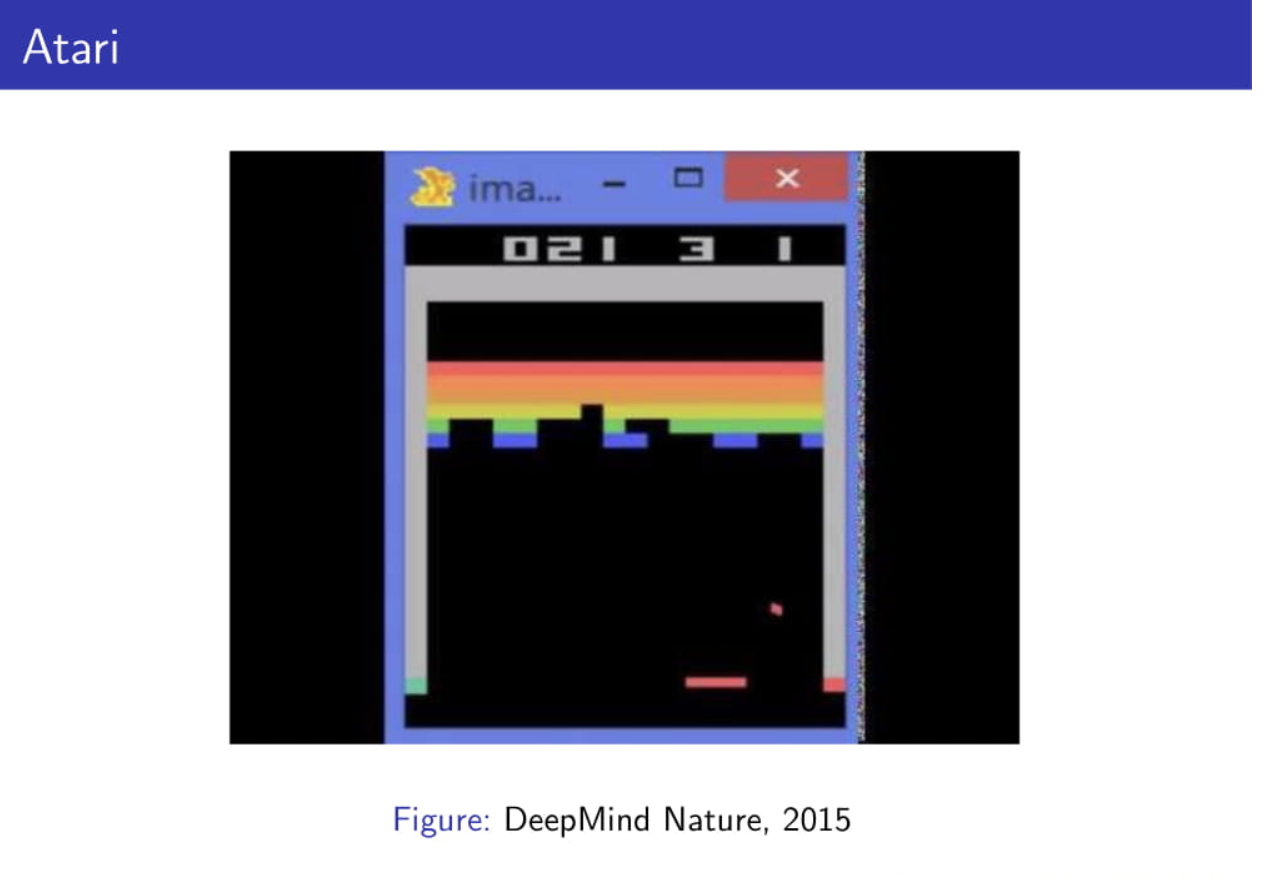 Atari
ima...
021 3 1
Figure: DeepMind Nature, 2015